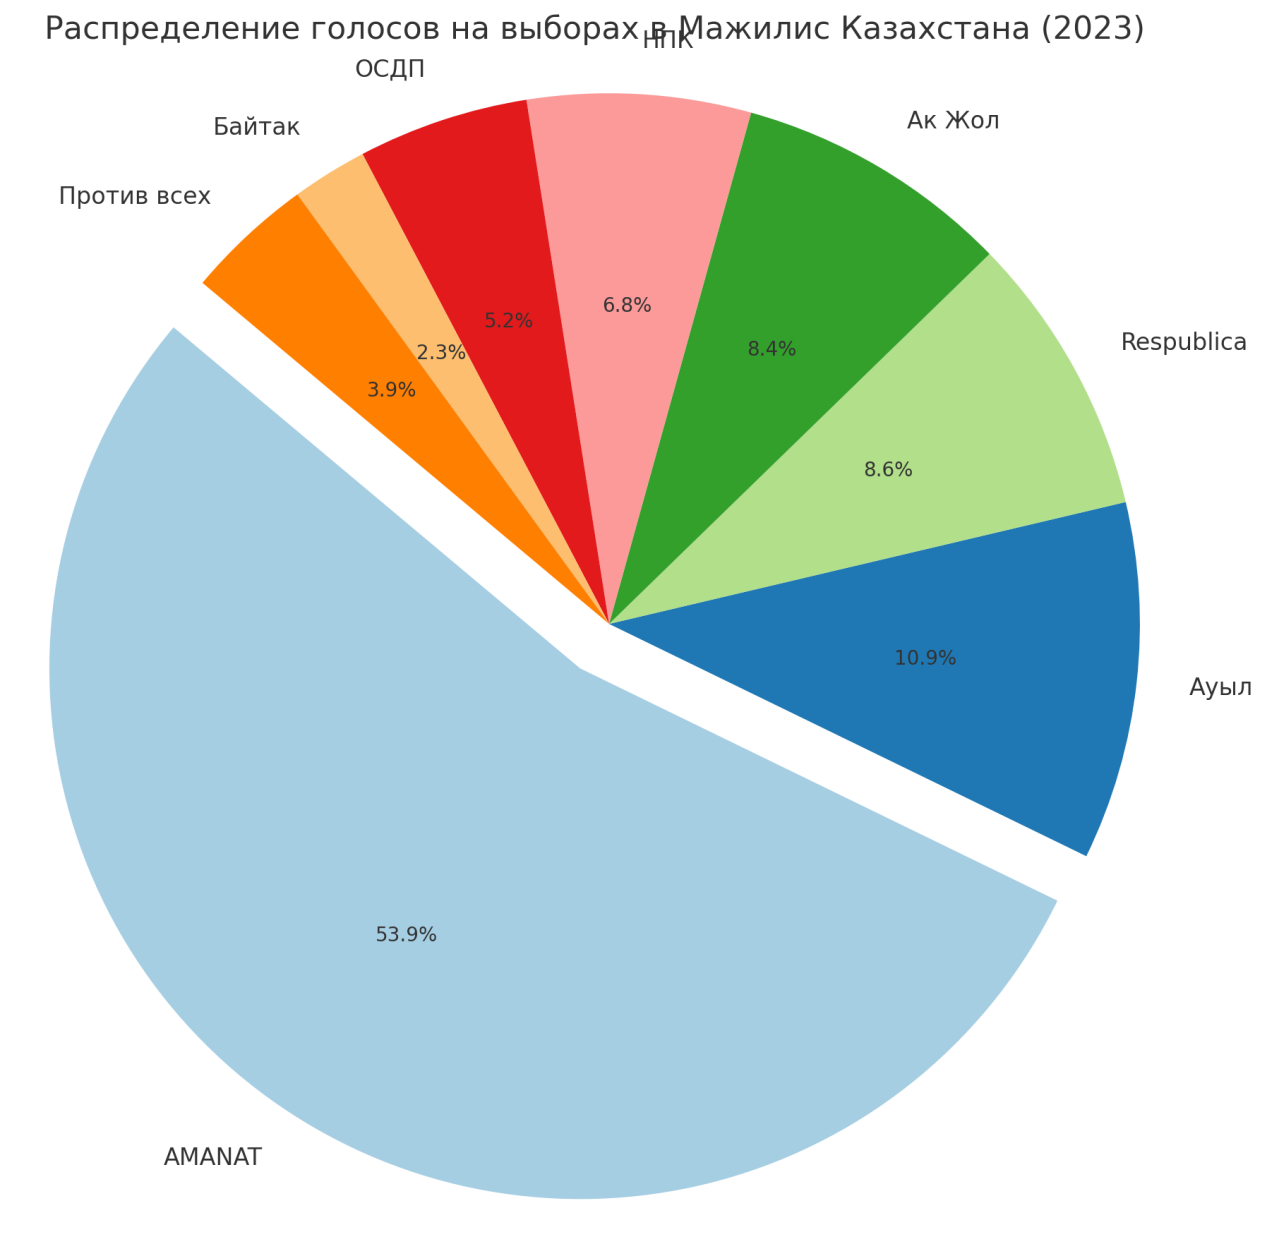 Распределение голосов на выборах в Мажилис Казахстана (2023)
НПК
ОСДП
Ак Жол
Байтак
Против всех
Respublica
Ауыл
AMANAT
6.8%
5.2%
8.4%
2.3%
3.9%
8.6%
10.9%
53.9%